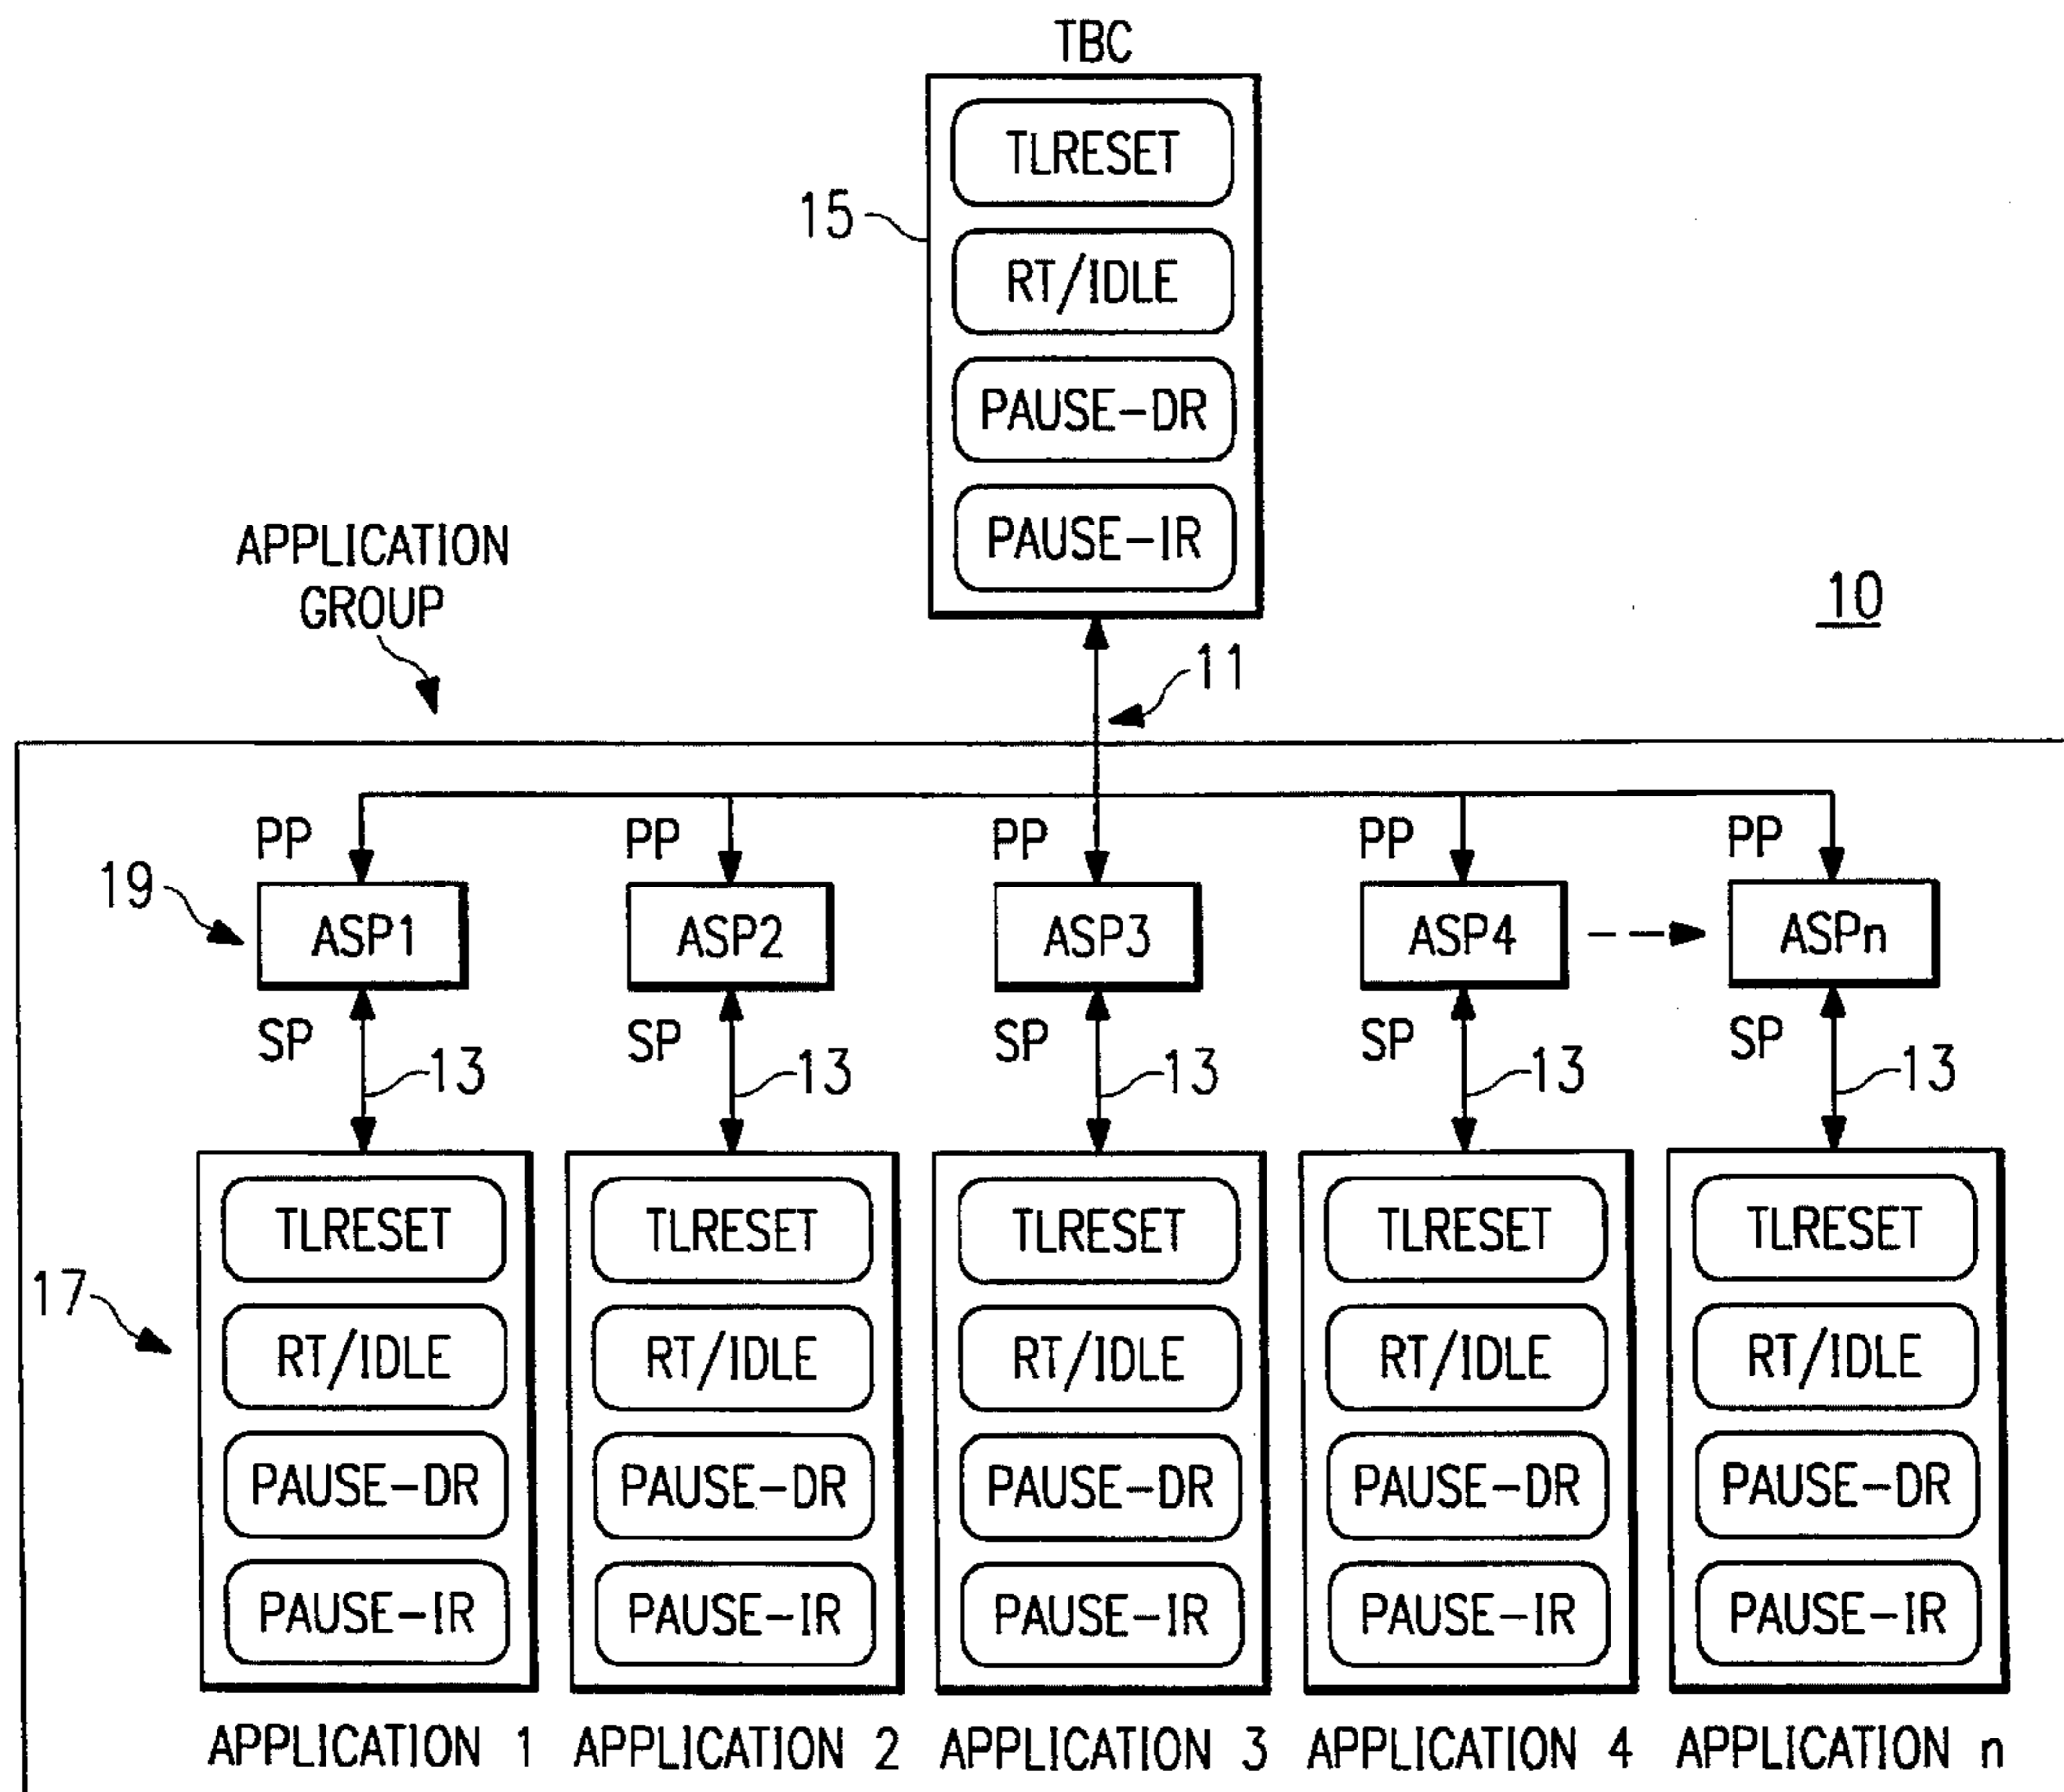 TBC
TLRESET
15
RT/IDLE
PAUSE-DR
PAUSE-IR
APPLICATION
GROUP
10
11
PP PP PP PP PP
19
ASP1 ASP2 ASP3 ASP4 ASPn
SP SP SP SP SP
13 13 13 13 13
TLRESET TLRESET TLRESET TLRESET TLRESET
17
RT/IDLE RT/IDLE RT/IDLE RT/IDLE RT/IDLE
PAUSE-DR PAUSE-DR PAUSE-DR PAUSE-DR PAUSE-DR
PAUSE-IR PAUSE-IR PAUSE-IR PAUSE-IR PAUSE-IR
APPLICATION 1 APPLICATION 2 APPLICATION 3 APPLICATION 4 APPLICATION n